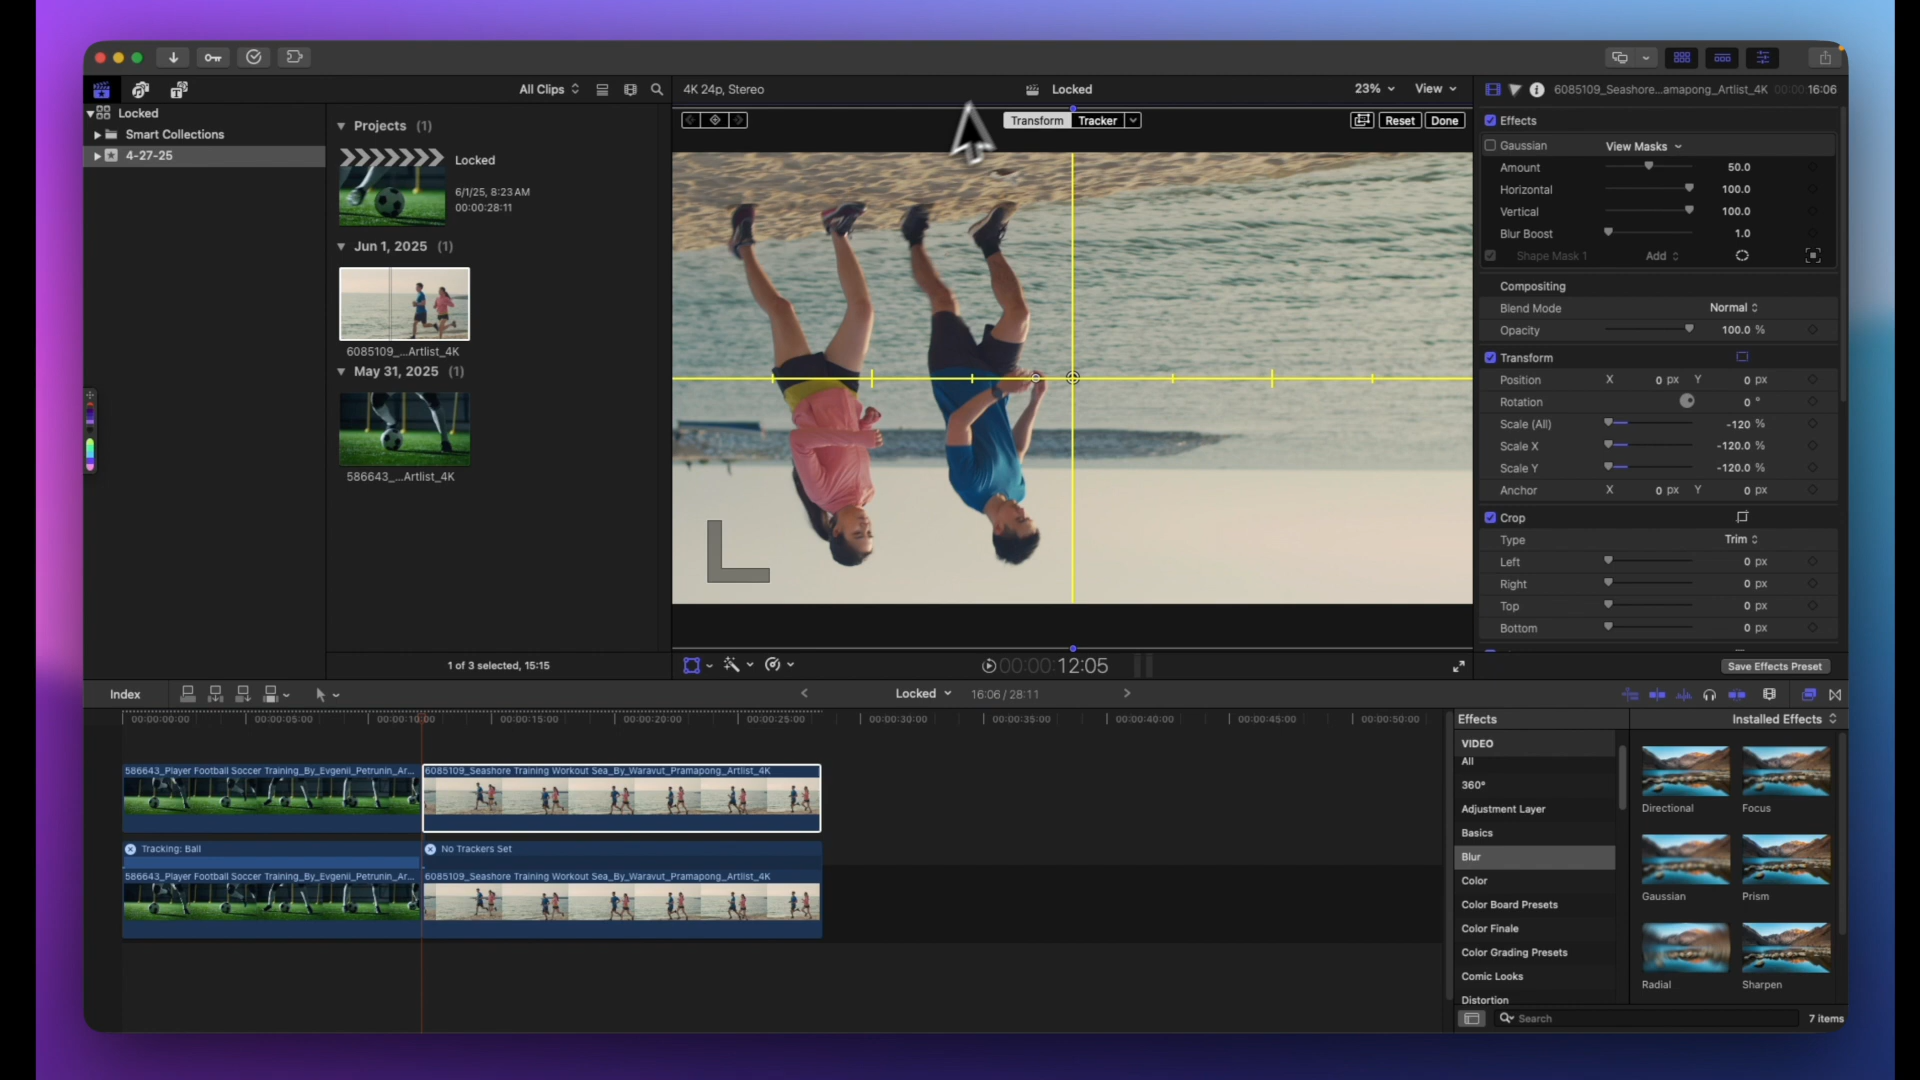 All Clips
4K 24p, Stereo
Locked
23%
View
6085109_Seashore...amapong_Artlist_4K
00:00:16:06
Locked
Smart Collections
4-27-25
Projects (1)
Locked
6/1/25, 8:23 AM
00:00:28:11
Jun 1, 2025 (1)
6085109_...Artlist_4K
May 31, 2025 (1)
586643_...Artlist_4K
1 of 3 selected, 15:15
Transform
Tracker
Reset
Done
00:00:12:05
Effects
Gaussian
View Masks
Amount
50.0
Horizontal
100.0
Vertical
100.0
Blur Boost
1.0
Shape Mask 1
Add
Compositing
Blend Mode
Normal
Opacity
100.0 %
Transform
Position
X
0 px
Y
0 px
Rotation
0 °
Scale (All)
-120 %
Scale X
-120.0 %
Scale Y
-120.0 %
Anchor
X
0 px
Y
0 px
Crop
Type
Trim
Left
0 px
Right
0 px
Top
0 px
Bottom
0 px
Save Effects Preset
Index
Locked
16:06 / 28:11
00:00:00:00
00:00:05:00
00:00:10:00
00:00:15:00
00:00:20:00
00:00:25:00
00:00:30:00
00:00:35:00
00:00:40:00
00:00:45:00
00:00:50:00
586643_Player Football Soccer Training_By_Evgenii_Petrunin_Ar...
6085109_Seashore Training Workout Sea_By_Waravut_Pramapong_Artlist_4K
Tracking: Ball
No Trackers Set
586643_Player Football Soccer Training_By_Evgenii_Petrunin_Ar...
6085109_Seashore Training Workout Sea_By_Waravut_Pramapong_Artlist_4K
Effects
Installed Effects
VIDEO
All
360°
Adjustment Layer
Basics
Blur
Color
Color Board Presets
Color Finale
Color Grading Presets
Comic Looks
Distortion
Directional
Focus
Gaussian
Prism
Radial
Sharpen
Search
7 items